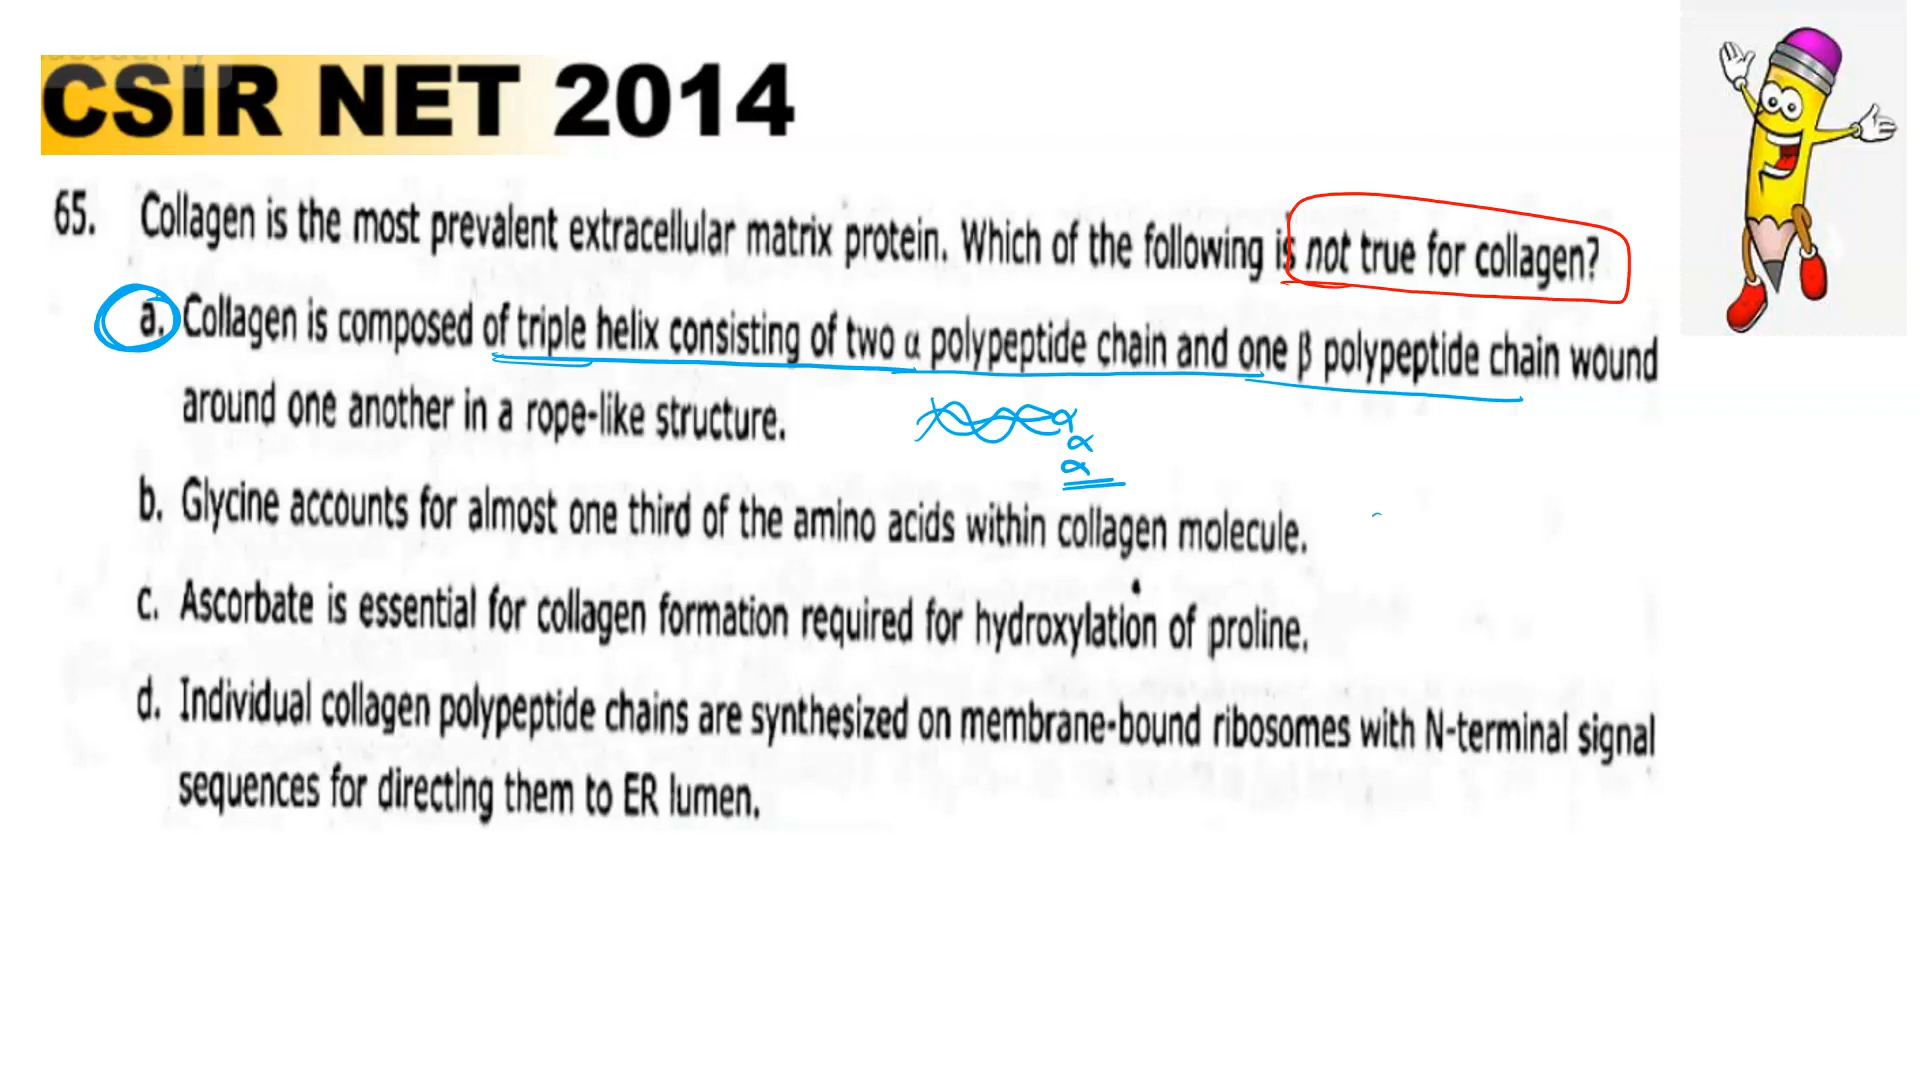 CSIR NET 2014
65. Collagen is the most prevalent extracellular matrix protein. Which of the following is not true for collagen?
a. Collagen is composed of triple helix consisting of two α polypeptide chain and one β polypeptide chain wound
around one another in a rope-like structure.
α
α
α
b. Glycine accounts for almost one third of the amino acids within collagen molecule.
c. Ascorbate is essential for collagen formation required for hydroxylation of proline.
d. Individual collagen polypeptide chains are synthesized on membrane-bound ribosomes with N-terminal signal
sequences for directing them to ER lumen.